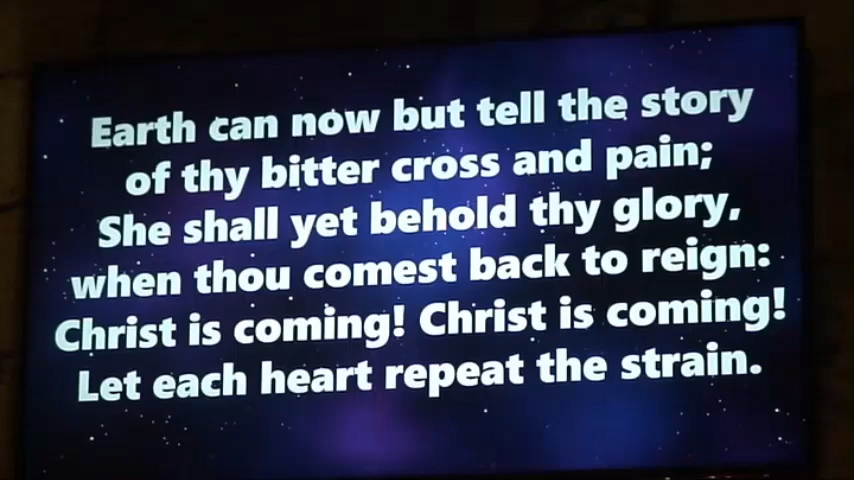 Earth can now but tell the story
of thy bitter cross and pain;
She shall yet behold thy glory,
when thou comest back to reign:
Christ is coming! Christ is coming!
Let each heart repeat the strain.